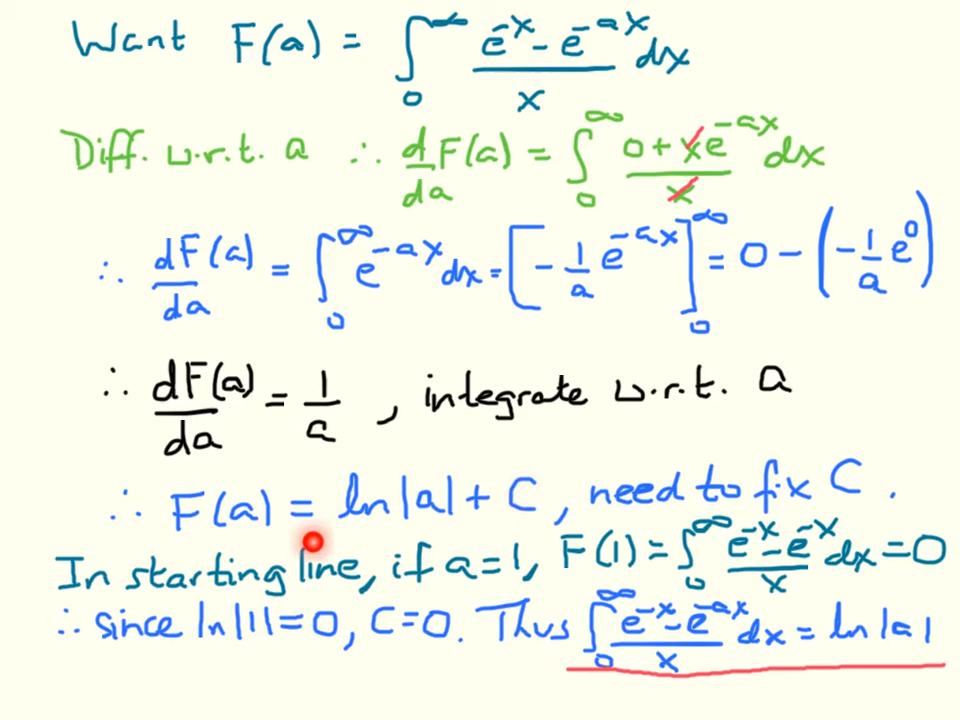 Want F(a) = ∫₀^∞ (e^{-x} - e^{-ax})/x dx
Diff. w.r.t. a ∴ d/da F(a) = ∫₀^∞ (0 + xe^{-ax})/x dx
∴ dF(a)/da = ∫₀^∞ e^{-ax} dx = [-1/a e^{-ax}]₀^∞ = 0 - (-1/a e^0)
∴ dF(a)/da = 1/a , integrate w.r.t. a
∴ F(a) = ln|a| + C , need to fix C .
In starting line, if a=1, F(1) = ∫₀^∞ (e^{-x} - e^{-x})/x dx = 0
∴ since ln|1|=0, C=0. Thus ∫₀^∞ (e^{-x} - e^{-ax})/x dx = ln|a|